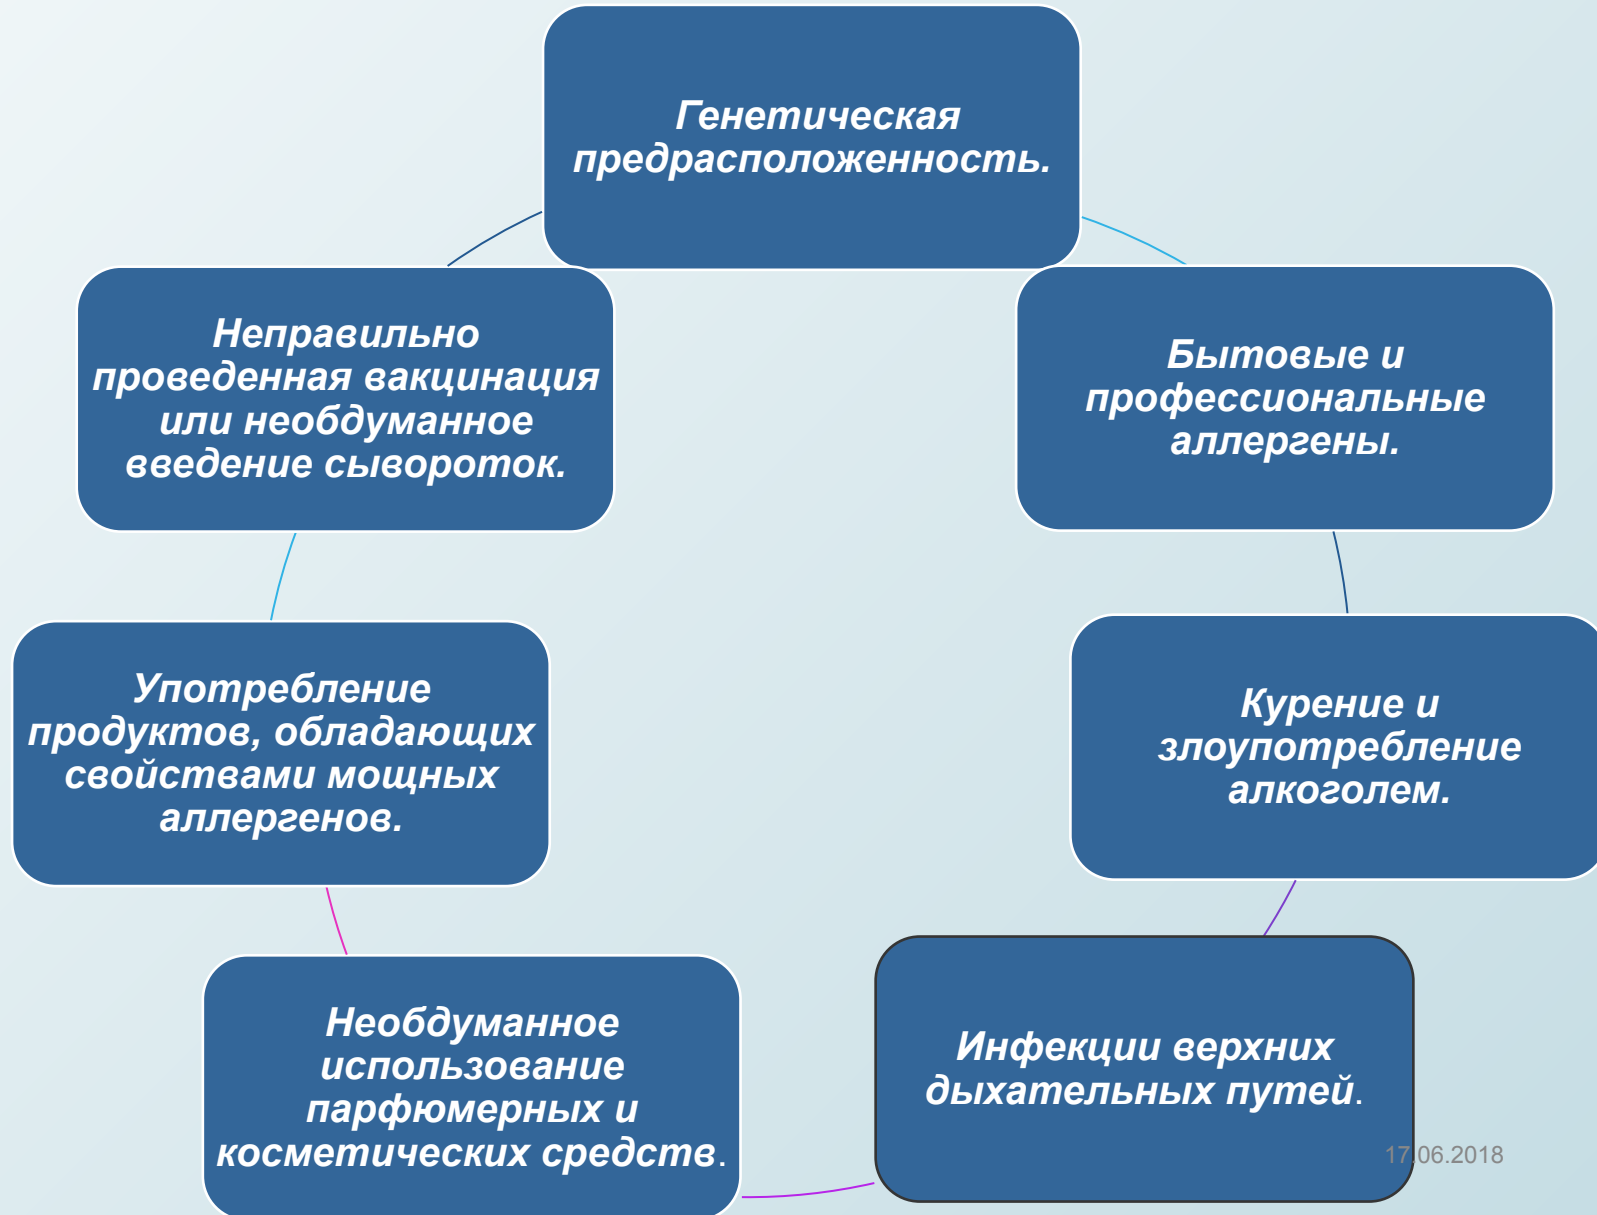 Генетическая
предрасположенность.
Бытовые и
профессиональные
аллергены.
Курение и
злоупотребление
алкоголем.
Инфекции верхних
дыхательных путей.
Необдуманное
использование
парфюмерных и
косметических средств.
Употребление
продуктов, обладающих
свойствами мощных
аллергенов.
Неправильно
проведенная вакцинация
или необдуманное
введение сывороток.
17.06.2018